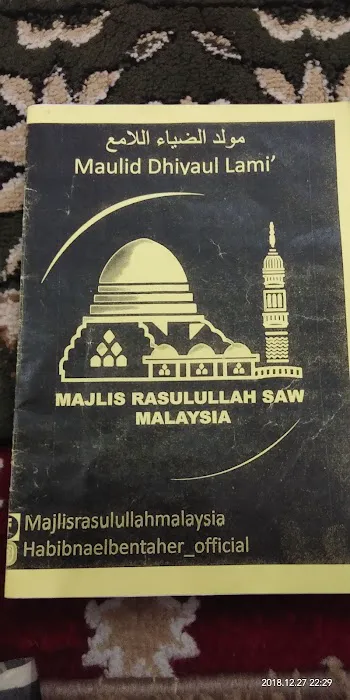 مولد الضياء اللامع
Maulid Dhiyaul Lami'
MAJLIS RASULULLAH SAW
MALAYSIA
Majlisrasulullahmalaysia
Habibnaelbentaher_official
2018.12.27 22:29